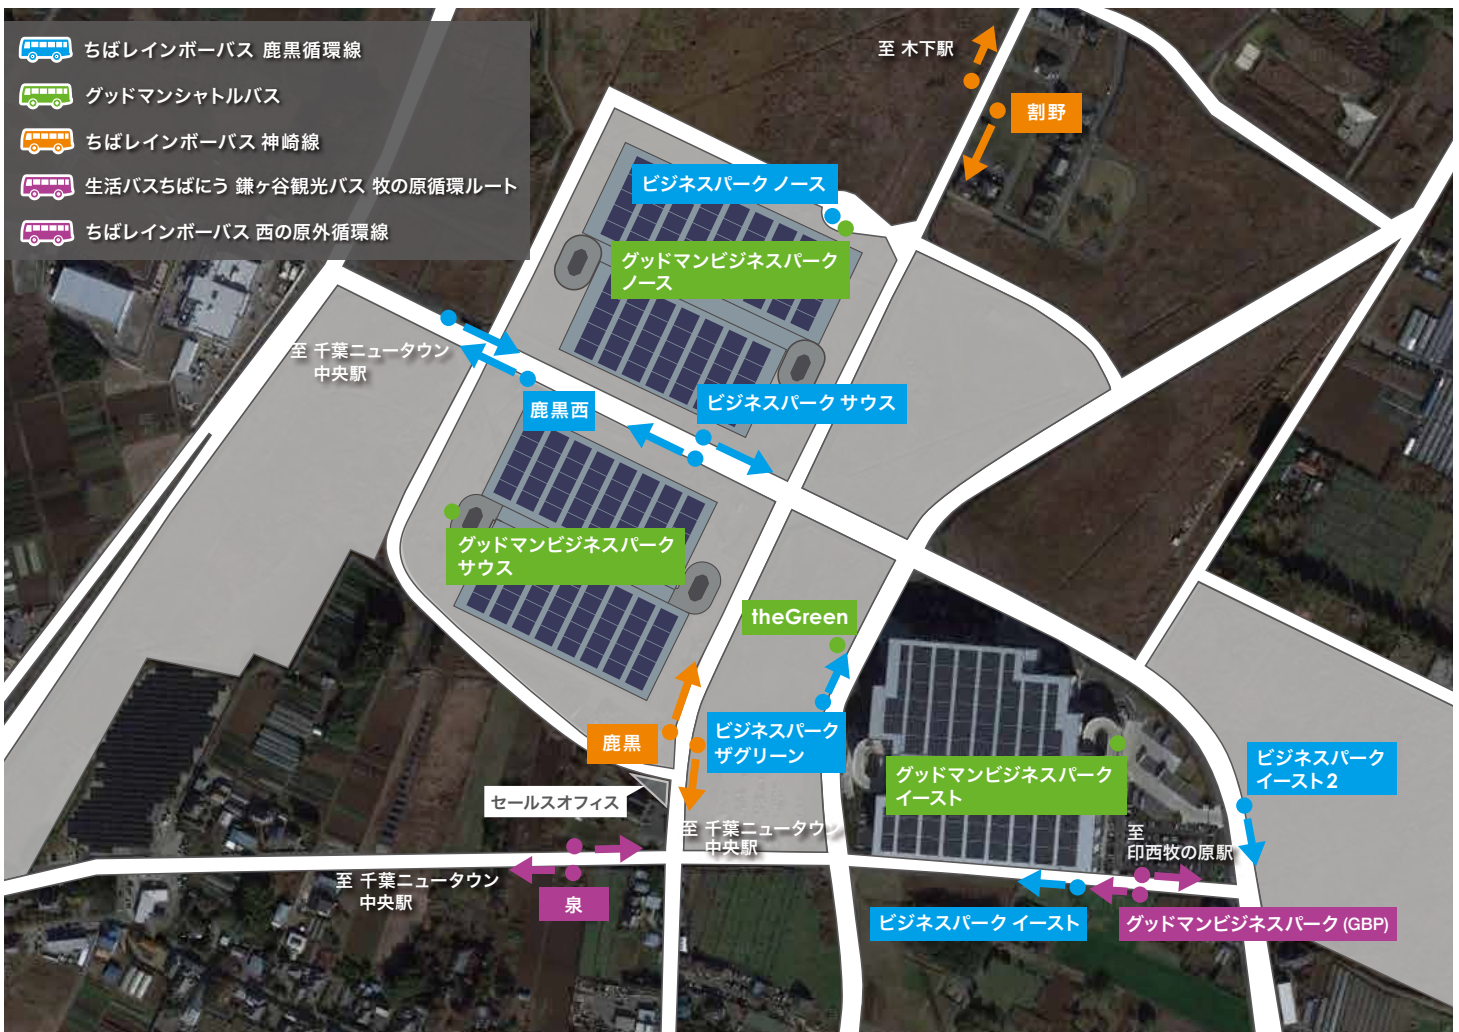 ちばレインボーバス 鹿黒循環線
グッドマンシャトルバス
ちばレインボーバス 神崎線
生活バスちばにう 鎌ヶ谷観光バス 牧の原循環ルート
ちばレインボーバス 西の原外循環線
至 木下駅
割野
ビジネスパーク ノース
グッドマンビジネスパーク
ノース
至 千葉ニュータウン
中央駅
鹿黒西
ビジネスパーク サウス
グッドマンビジネスパーク
サウス
theGreen
鹿黒
ビジネスパーク
ザグリーン
グッドマンビジネスパーク
イースト
ビジネスパーク
イースト2
セールスオフィス
至 千葉ニュータウン
中央駅
至
印西牧の原駅
至 千葉ニュータウン
中央駅
泉
ビジネスパーク イースト
グッドマンビジネスパーク (GBP)